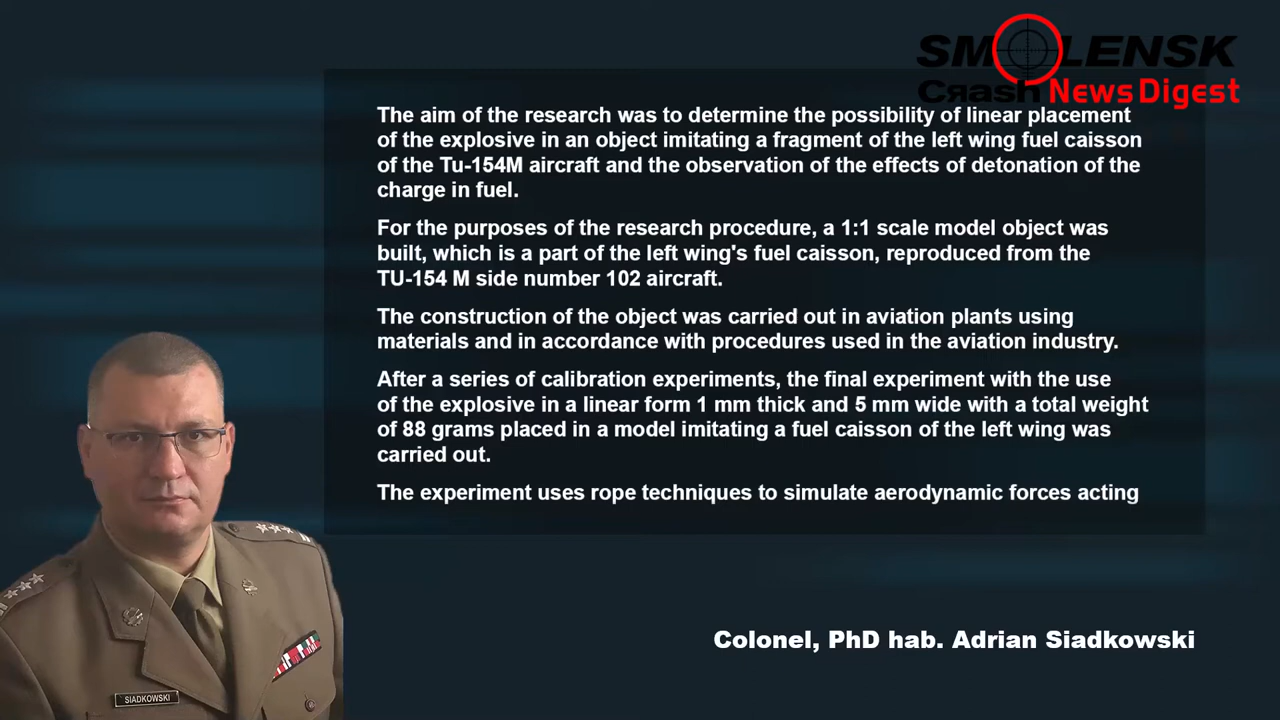 SMOLENSK
Crash News Digest
The aim of the research was to determine the possibility of linear placement
of the explosive in an object imitating a fragment of the left wing fuel caisson
of the Tu-154M aircraft and the observation of the effects of detonation of the
charge in fuel.
For the purposes of the research procedure, a 1:1 scale model object was
built, which is a part of the left wing's fuel caisson, reproduced from the
TU-154 M side number 102 aircraft.
The construction of the object was carried out in aviation plants using
materials and in accordance with procedures used in the aviation industry.
After a series of calibration experiments, the final experiment with the use
of the explosive in a linear form 1 mm thick and 5 mm wide with a total weight
of 88 grams placed in a model imitating a fuel caisson of the left wing was
carried out.
The experiment uses rope techniques to simulate aerodynamic forces acting
Colonel, PhD hab. Adrian Siadkowski
SIADKOWSKI